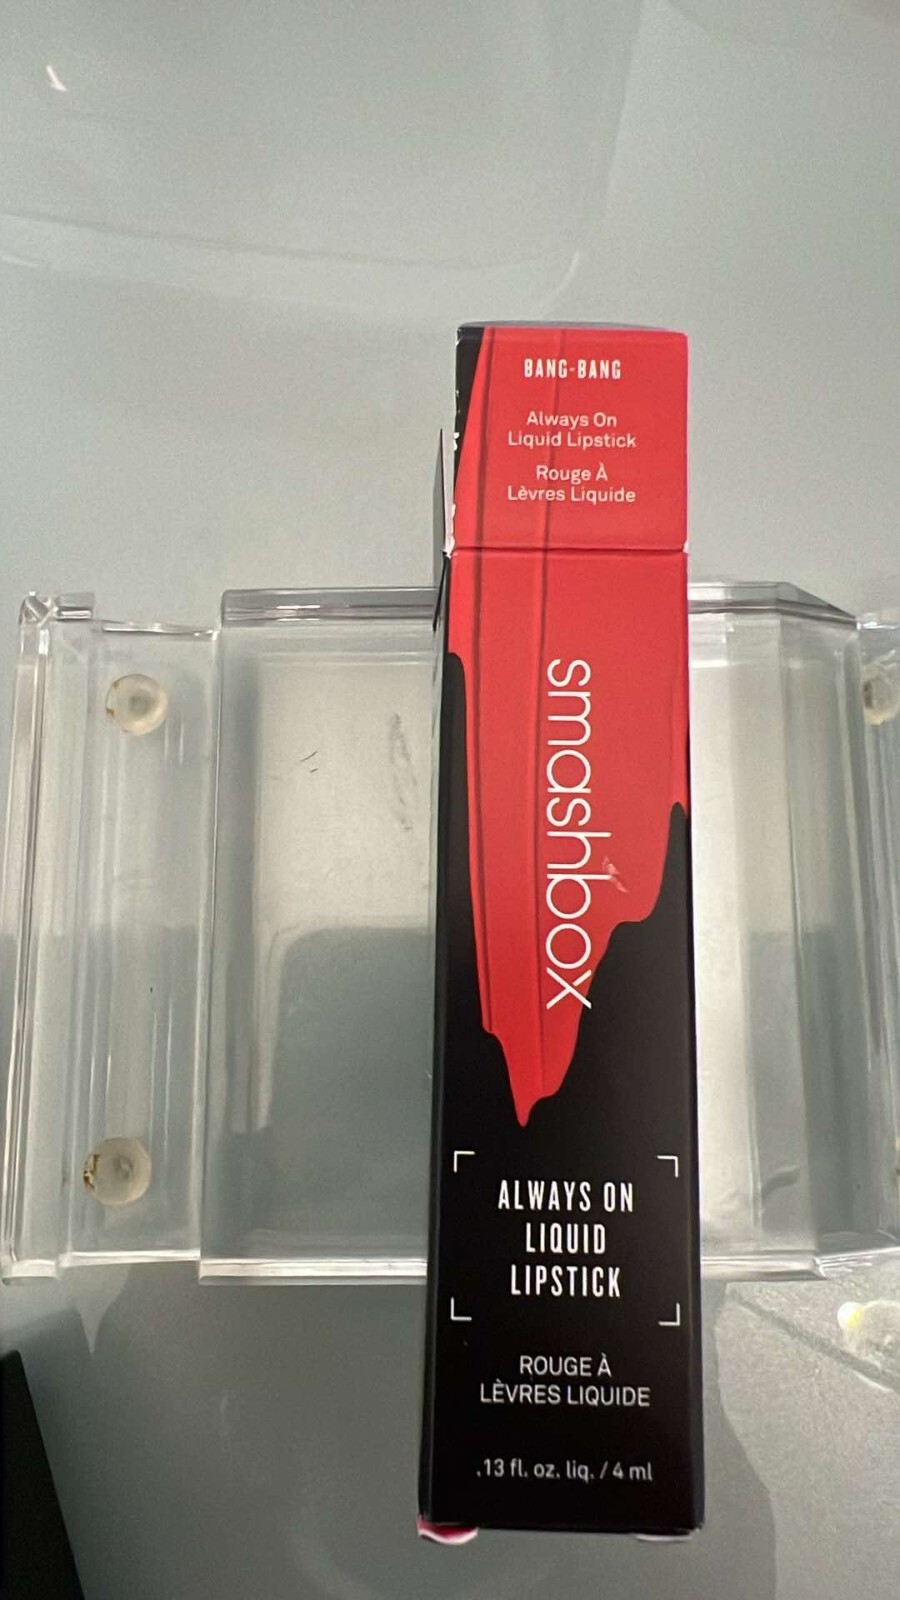 BANG-BANG
Always On
Liquid Lipstick
Rouge À
Lèvres Liquide
smashbox
ALWAYS ON
LIQUID
LIPSTICK
ROUGE À
LÈVRES LIQUIDE
.13 fl. oz. liq. / 4 ml